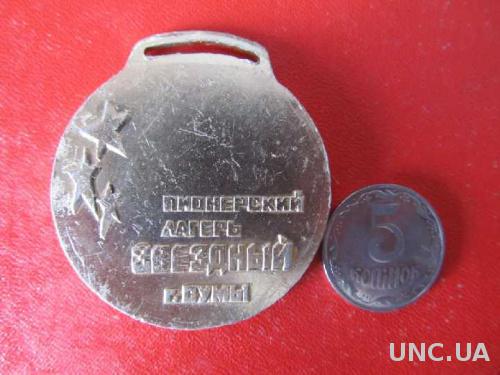 ПИОНЕРСКИЙ
ЛАГЕРЬ
ЗВЕЗДНЫЙ
г. СУМЫ
5
КОПІЙОК
UNC.UA